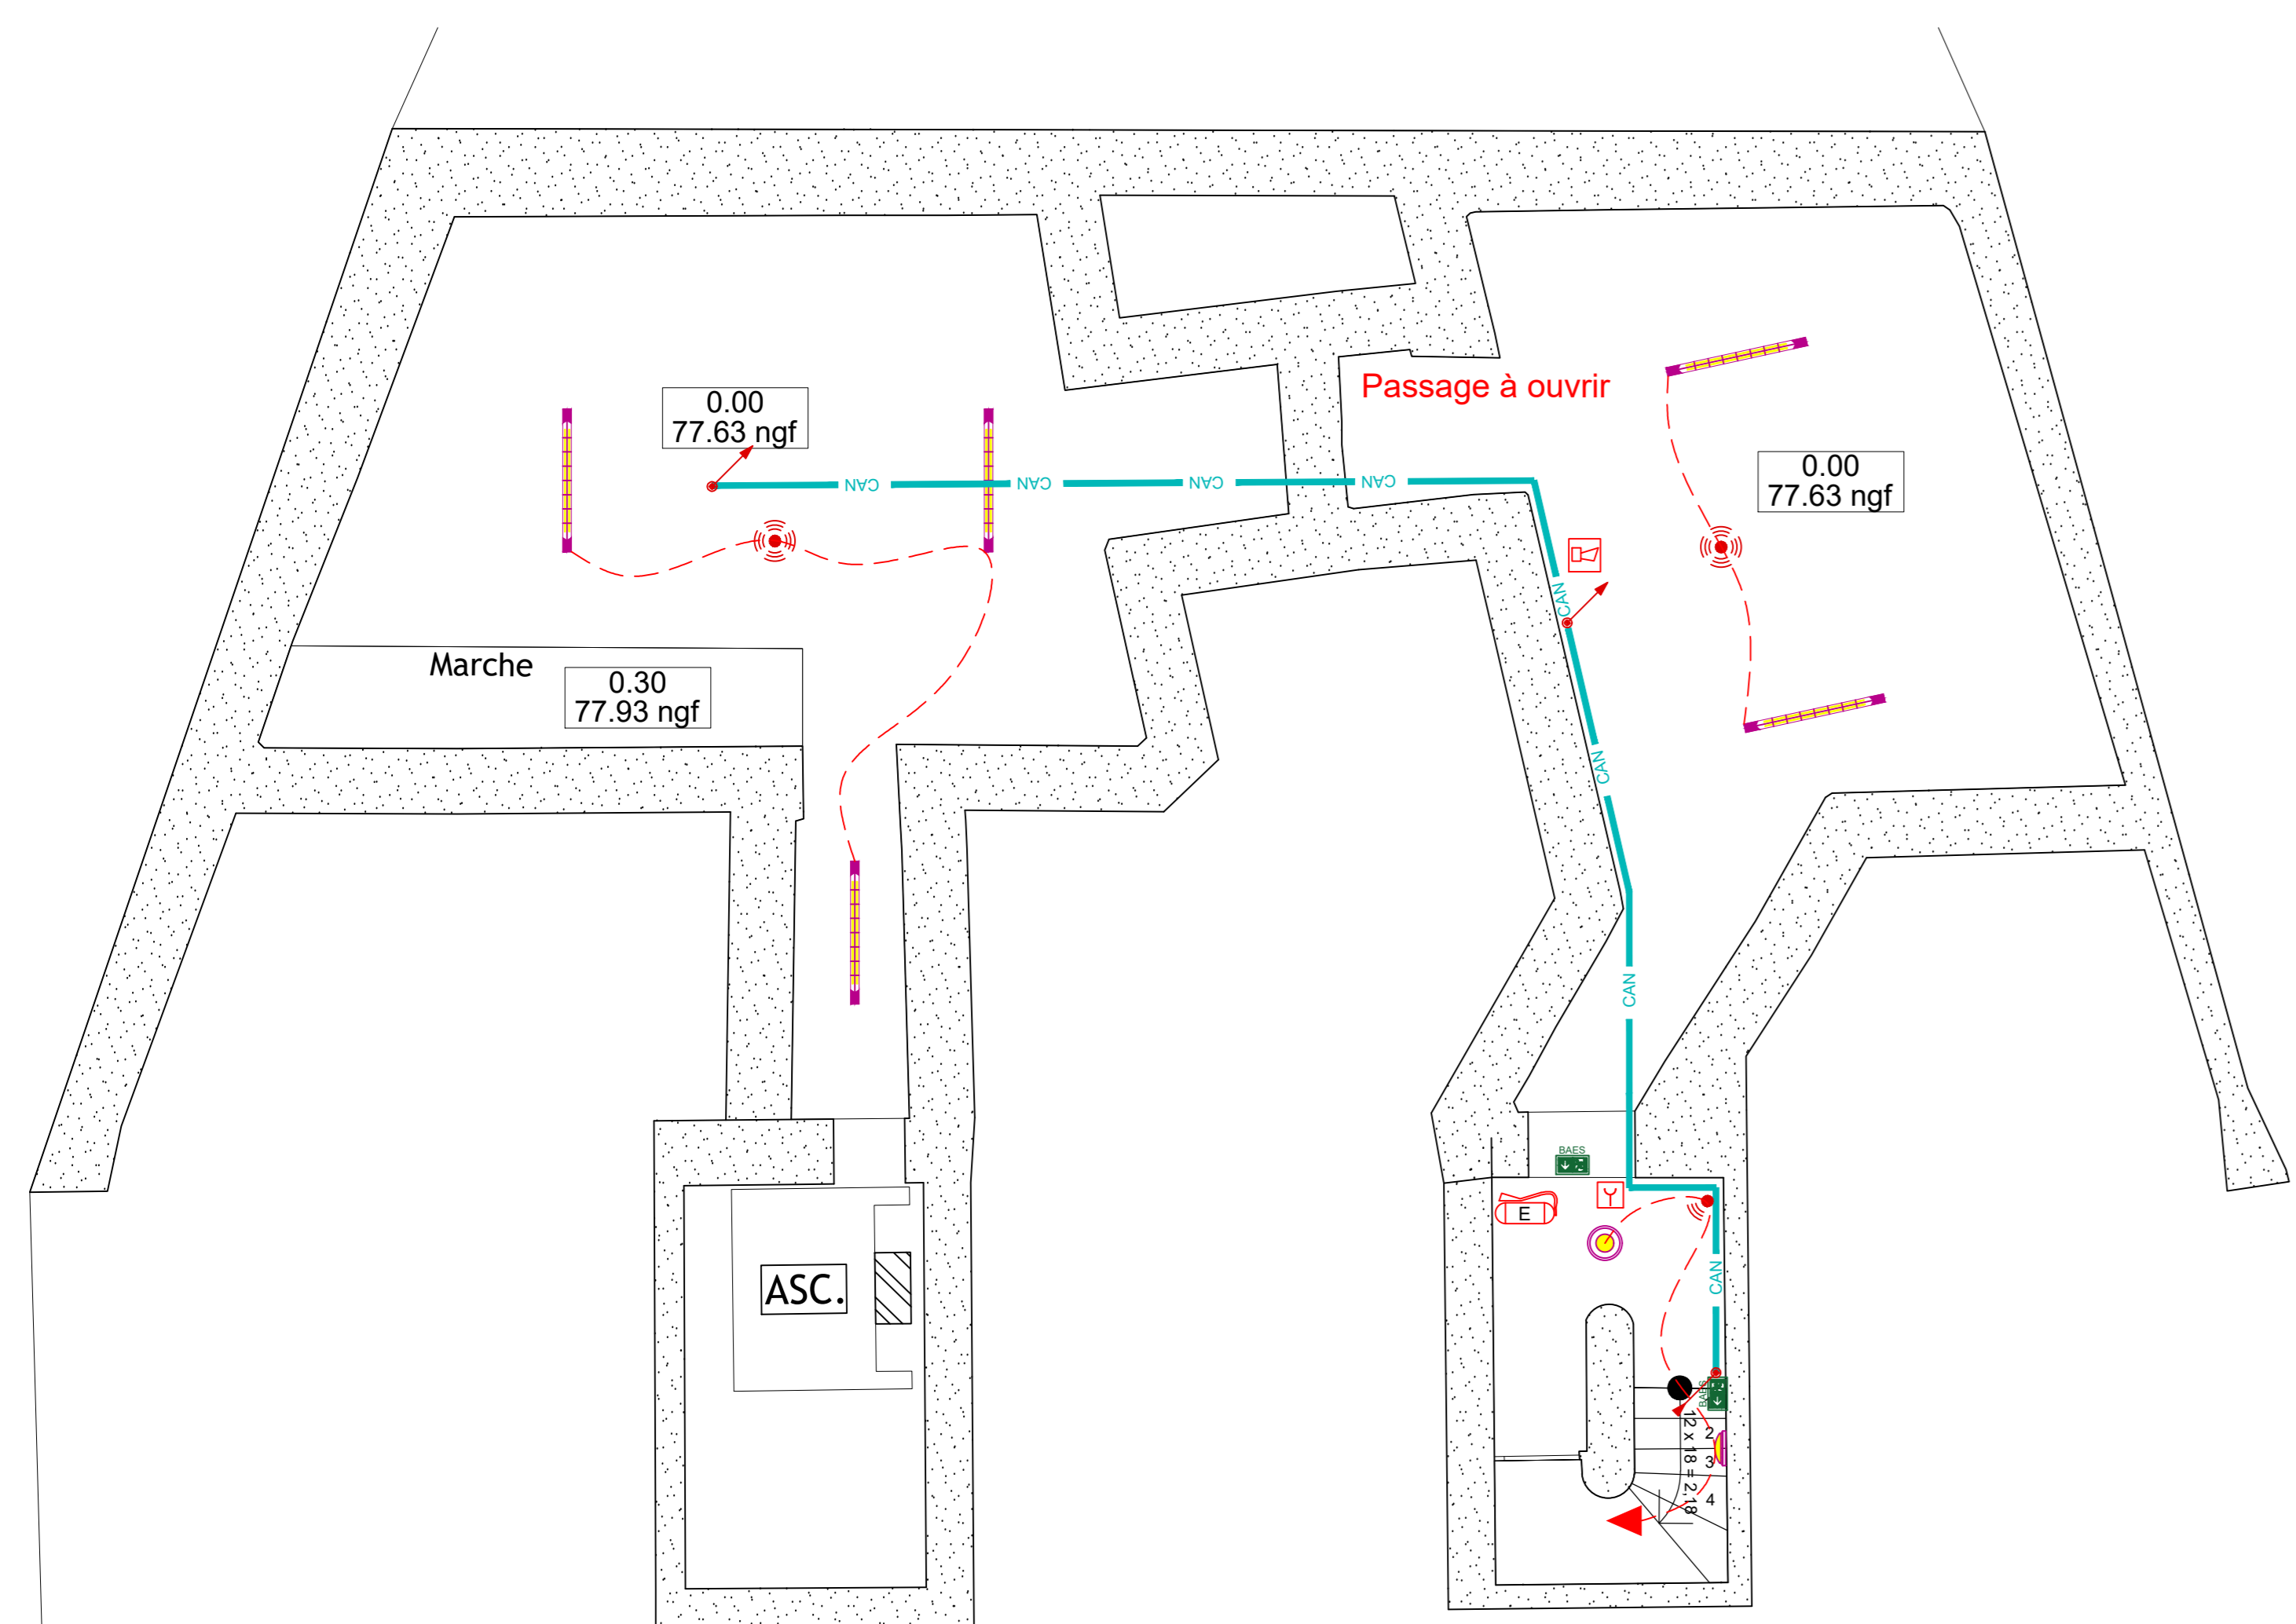 Passage à ouvrir
0.00
77.63 ngf
0.00
77.63 ngf
CAN
CAN
CAN
CAN
CAN
Marche
0.30
77.93 ngf
CAN
CAN
BAES
E
ASC.
CAN
BAES
2
3
4
12 x 18 = 2.18